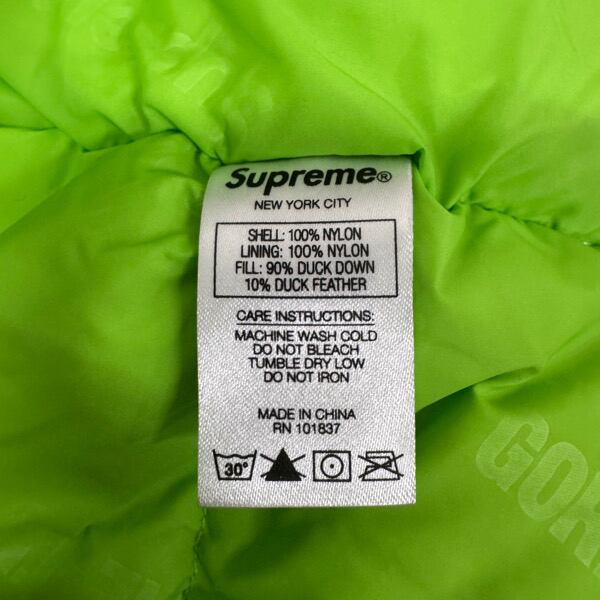 Supreme®
NEW YORK CITY
SHELL: 100% NYLON
LINING: 100% NYLON
FILL: 90% DUCK DOWN
10% DUCK FEATHER
CARE INSTRUCTIONS:
MACHINE WASH COLD
DO NOT BLEACH
TUMBLE DRY LOW
DO NOT IRON
MADE IN CHINA
RN 101837
30°